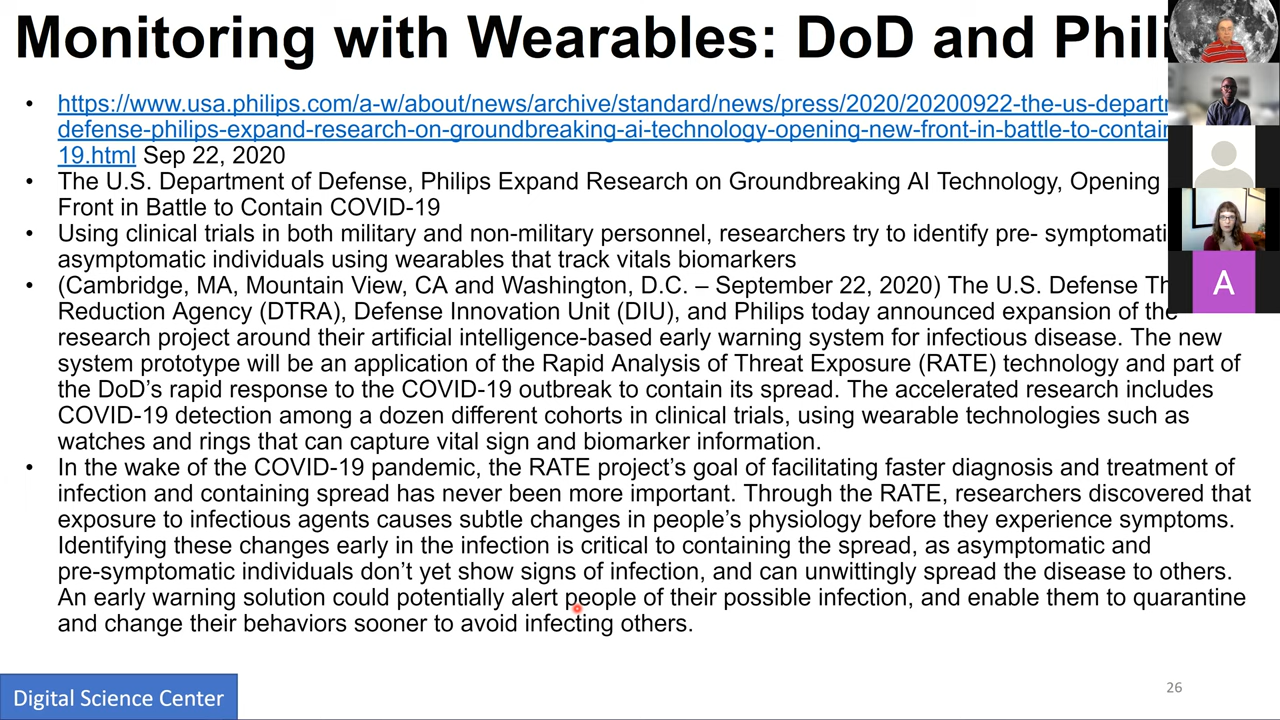 Monitoring with Wearables: DoD and Phili
• https://www.usa.philips.com/a-w/about/news/archive/standard/news/press/2020/20200922-the-us-depart
defense-philips-expand-research-on-groundbreaking-ai-technology-opening-new-front-in-battle-to-contain
19.html Sep 22, 2020
• The U.S. Department of Defense, Philips Expand Research on Groundbreaking AI Technology, Opening
Front in Battle to Contain COVID-19
• Using clinical trials in both military and non-military personnel, researchers try to identify pre- symptomati
asymptomatic individuals using wearables that track vitals biomarkers
• (Cambridge, MA, Mountain View, CA and Washington, D.C. – September 22, 2020) The U.S. Defense Th
Reduction Agency (DTRA), Defense Innovation Unit (DIU), and Philips today announced expansion of the
research project around their artificial intelligence-based early warning system for infectious disease. The new
system prototype will be an application of the Rapid Analysis of Threat Exposure (RATE) technology and part of
the DoD's rapid response to the COVID-19 outbreak to contain its spread. The accelerated research includes
COVID-19 detection among a dozen different cohorts in clinical trials, using wearable technologies such as
watches and rings that can capture vital sign and biomarker information.
• In the wake of the COVID-19 pandemic, the RATE project's goal of facilitating faster diagnosis and treatment of
infection and containing spread has never been more important. Through the RATE, researchers discovered that
exposure to infectious agents causes subtle changes in people's physiology before they experience symptoms.
Identifying these changes early in the infection is critical to containing the spread, as asymptomatic and
pre-symptomatic individuals don't yet show signs of infection, and can unwittingly spread the disease to others.
An early warning solution could potentially alert people of their possible infection, and enable them to quarantine
and change their behaviors sooner to avoid infecting others.
A
Digital Science Center
26